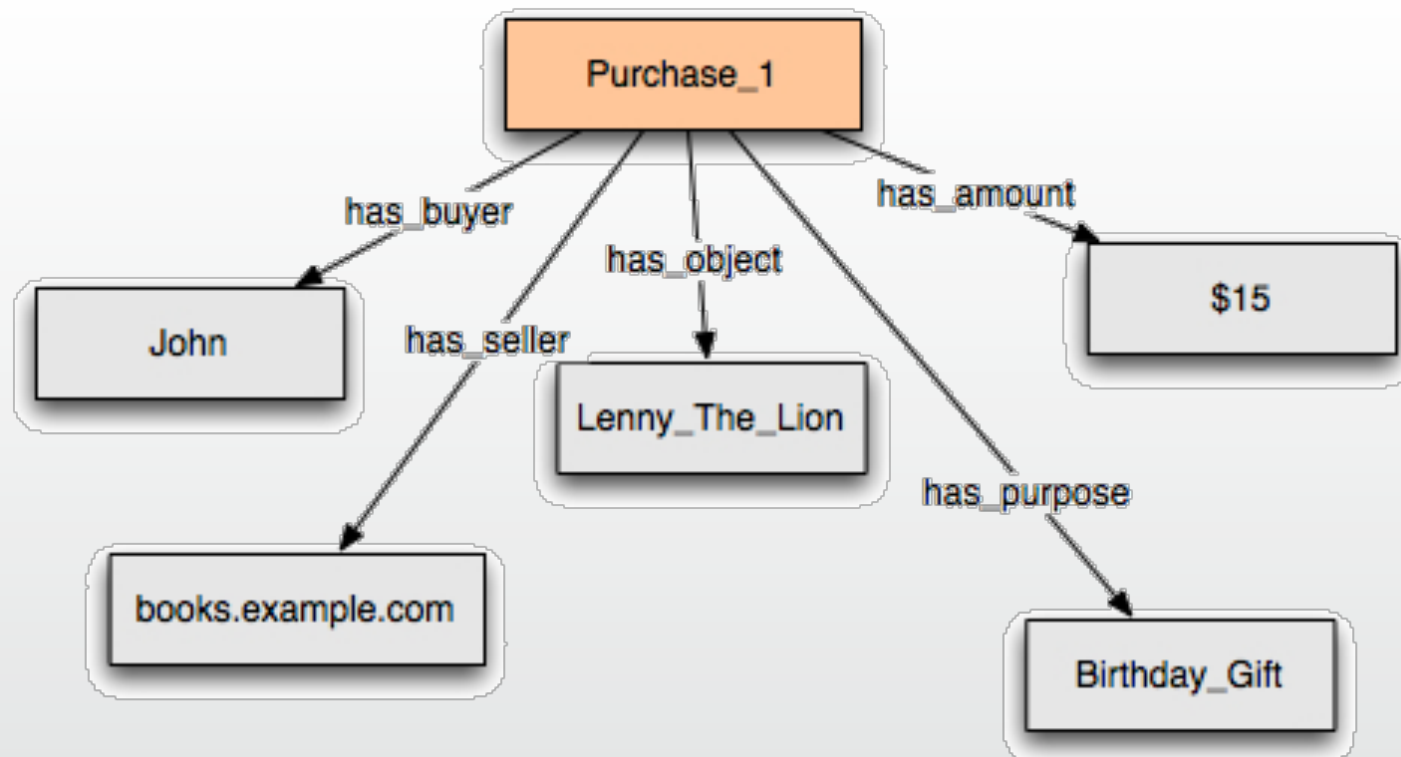 Purchase_1
has_buyer
has_amount
has_object
$15
John
has_seller
Lenny_The_Lion
has_purpose
books.example.com
Birthday_Gift